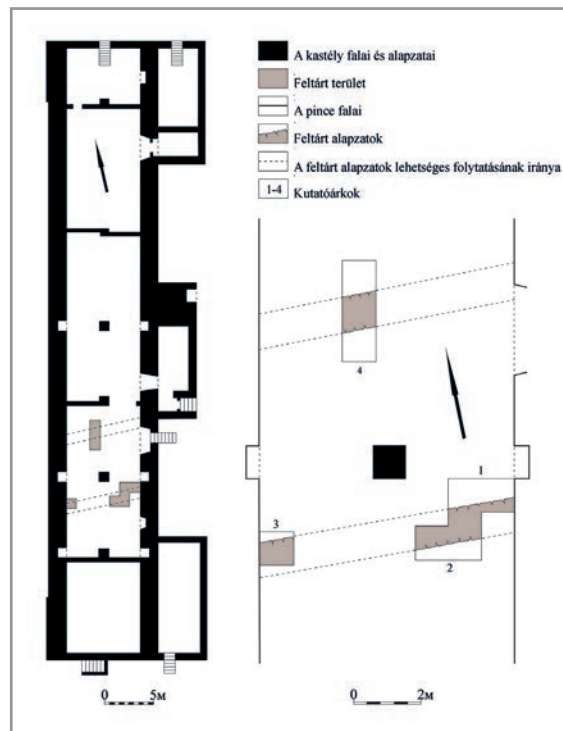 A kastély falai és alapzatai
Feltárt terület
A pince falai
Feltárt alapzatok
A feltárt alapzatok lehetséges folytatásának iránya
1-4 Kutatóárkok
4
1
3
2
0 5м
0 2м